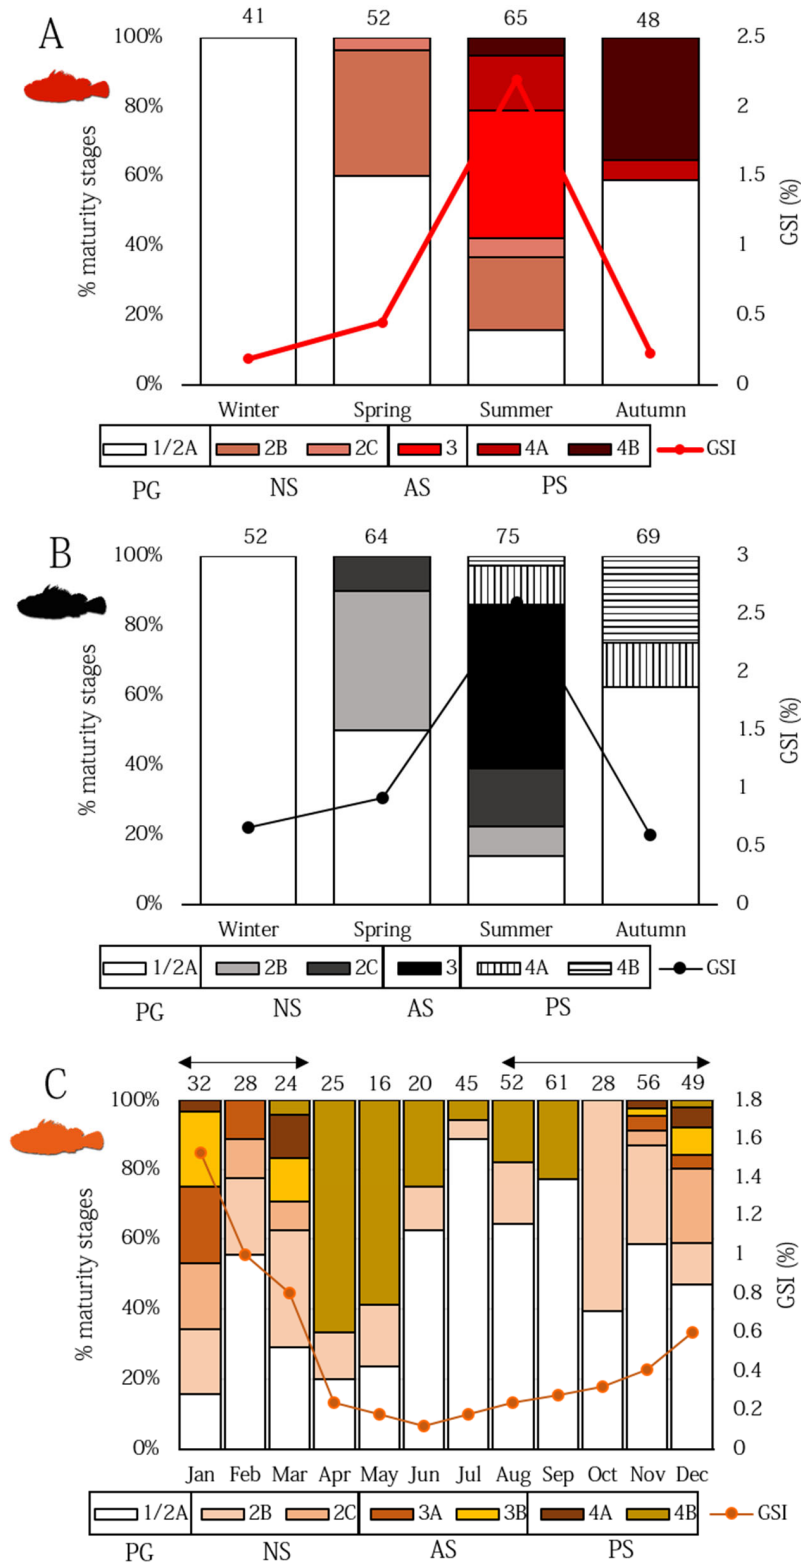 A
41 52 65 48
100% 2.5
80% 2
60% 1.5
40% 1
20% 0.5
0% 0
% maturity stages
GSI (%)
Winter Spring Summer Autumn
1/2A 2B 2C 3 4A 4B GSI
PG NS AS PS
B
52 64 75 69
100% 3
80% 2.5
60% 2
40% 1.5
20% 1
0% 0.5
0
% maturity stages
GSI (%)
Winter Spring Summer Autumn
1/2A 2B 2C 3 4A 4B GSI
PG NS AS PS
C
32 28 24 25 16 20 45 52 61 28 56 49
100% 1.8
80% 1.6
60% 1.4
40% 1.2
20% 1
0% 0.8
0.6
0.4
0.2
0
% maturity stages
GSI (%)
Jan Feb Mar Apr May Jun Jul Aug Sep Oct Nov Dec
1/2A 2B 2C 3A 3B 4A 4B GSI
PG NS AS PS